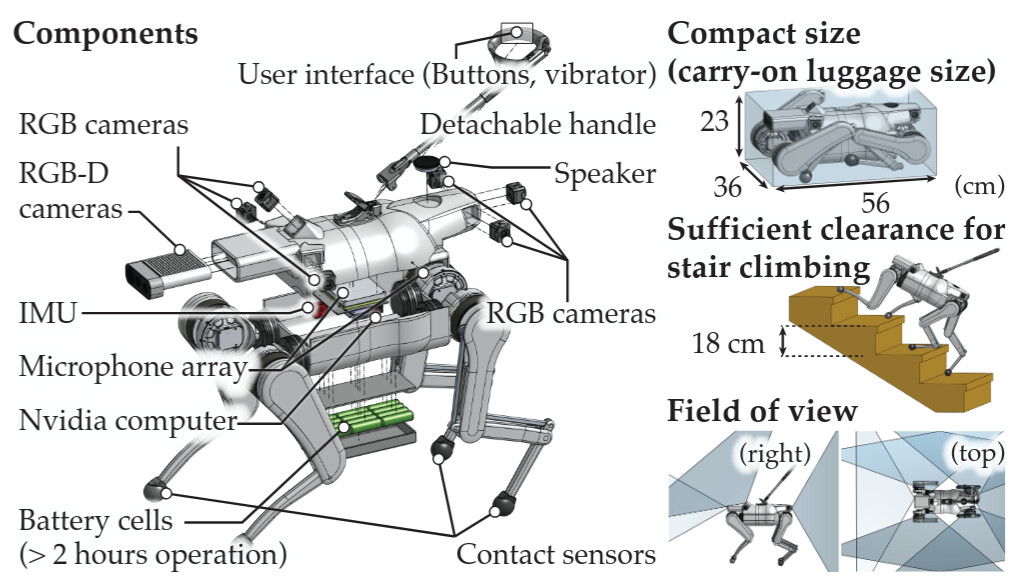 Components
User interface (Buttons, vibrator)
RGB cameras
Detachable handle
RGB-D
cameras
Speaker
IMU
RGB cameras
Microphone array
Nvidia computer
Battery cells
(> 2 hours operation)
Contact sensors
Compact size
(carry-on luggage size)
23
36
56
(cm)
Sufficient clearance for
stair climbing
18 cm
Field of view
(right)
(top)